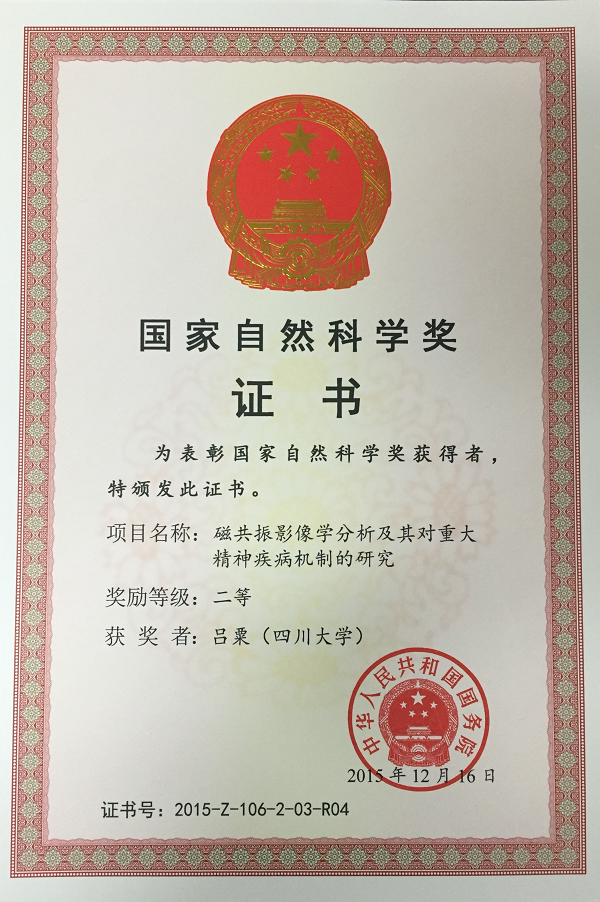 国家自然科学奖
证书
为表彰国家自然科学奖获得者，
特颁发此证书。
项目名称：磁共振影像学分析及其对重大
精神疾病机制的研究
奖励等级：二等
获奖者：吕粟（四川大学）
中华人民共和国国务院
2015年12月16日
证书号：2015-Z-106-2-03-R04